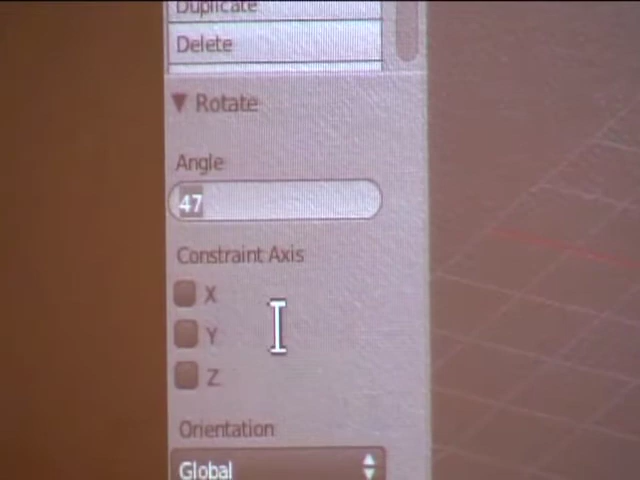 Duplicate
Delete
Rotate
Angle
47
Constraint Axis
X
Y
Z
Orientation
Global